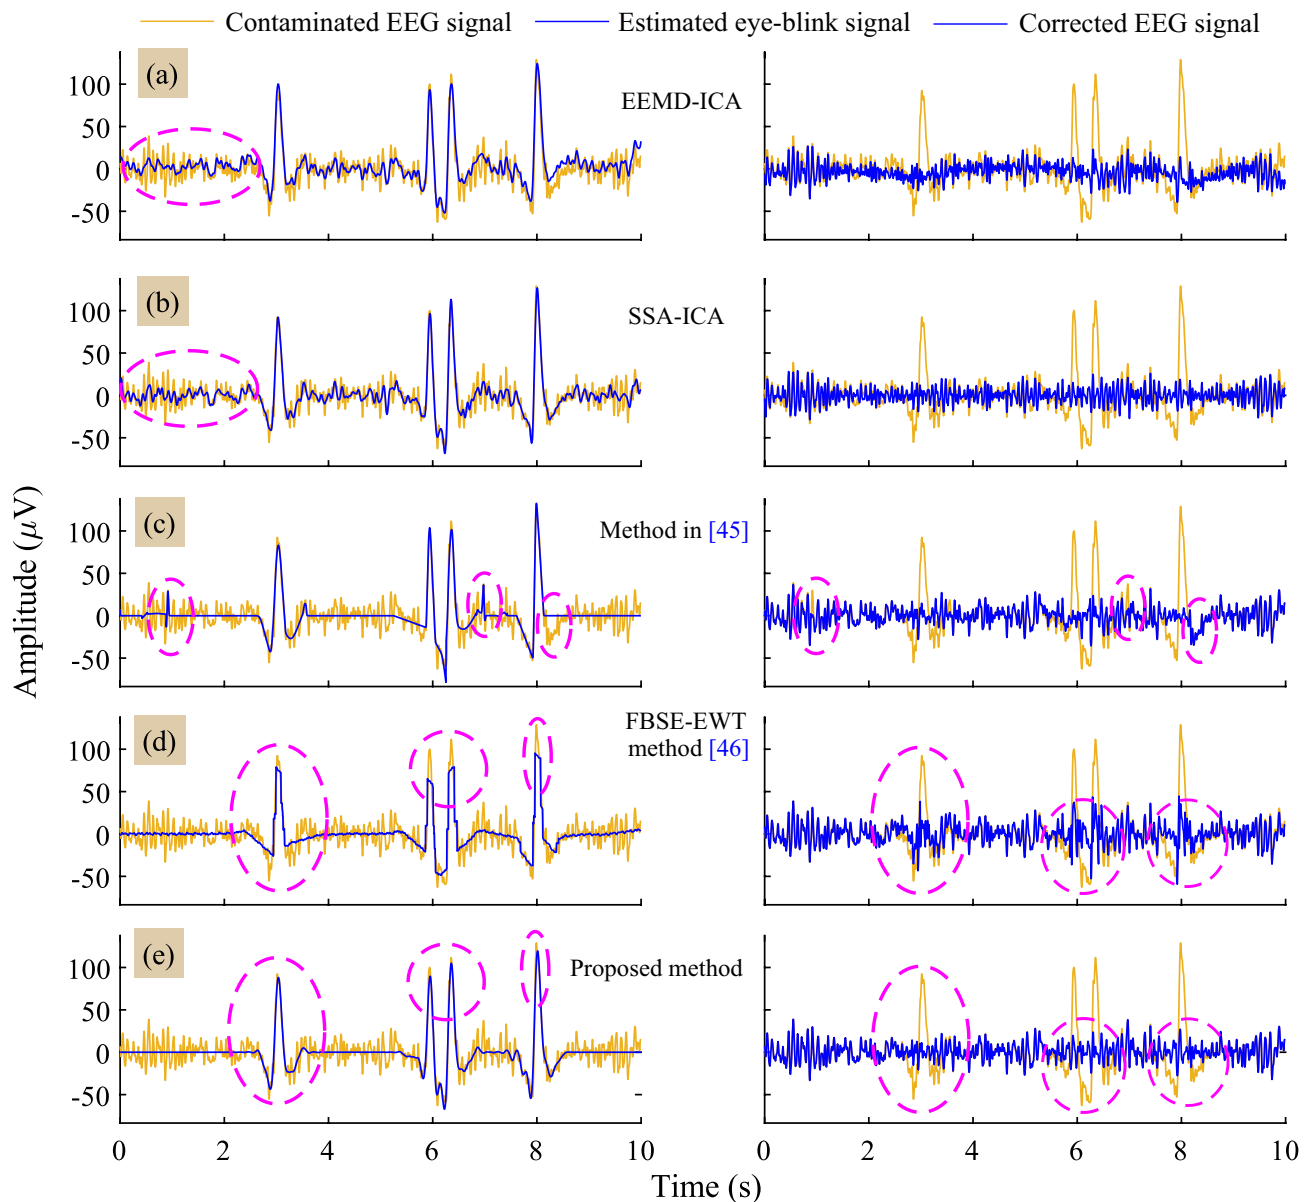 Contaminated EEG signal Estimated eye-blink signal Corrected EEG signal
(a)
EEMD-ICA
100
50
0
-50
(b)
SSA-ICA
100
50
0
-50
(c)
Method in [45]
100
50
0
-50
(d)
FBSE-EWT
method [46]
100
50
0
-50
(e)
Proposed method
100
50
0
-50
0 2 4 6 8 10
0 2 4 6 8 10
Amplitude (μV)
Time (s)